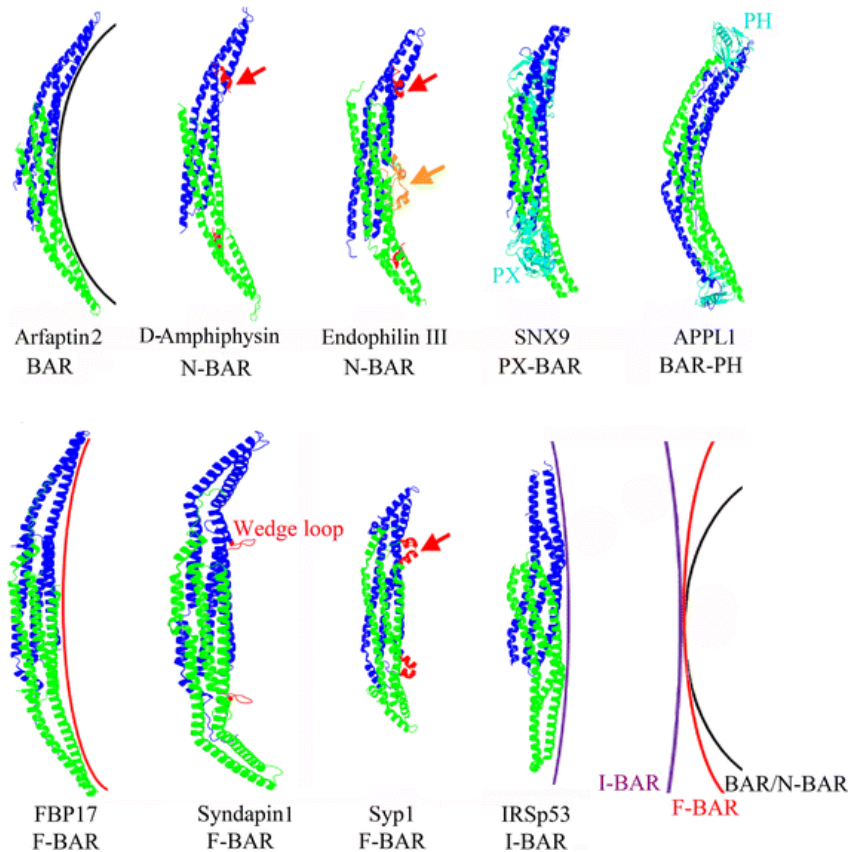 PH
PX
Arfaptin2
BAR
D-Amphiphysin
N-BAR
Endophilin III
N-BAR
SNX9
PX-BAR
APPL1
BAR-PH
Wedge loop
I-BAR
BAR/N-BAR
F-BAR
FBP17
F-BAR
Syndapin1
F-BAR
Syp1
F-BAR
IRSp53
I-BAR